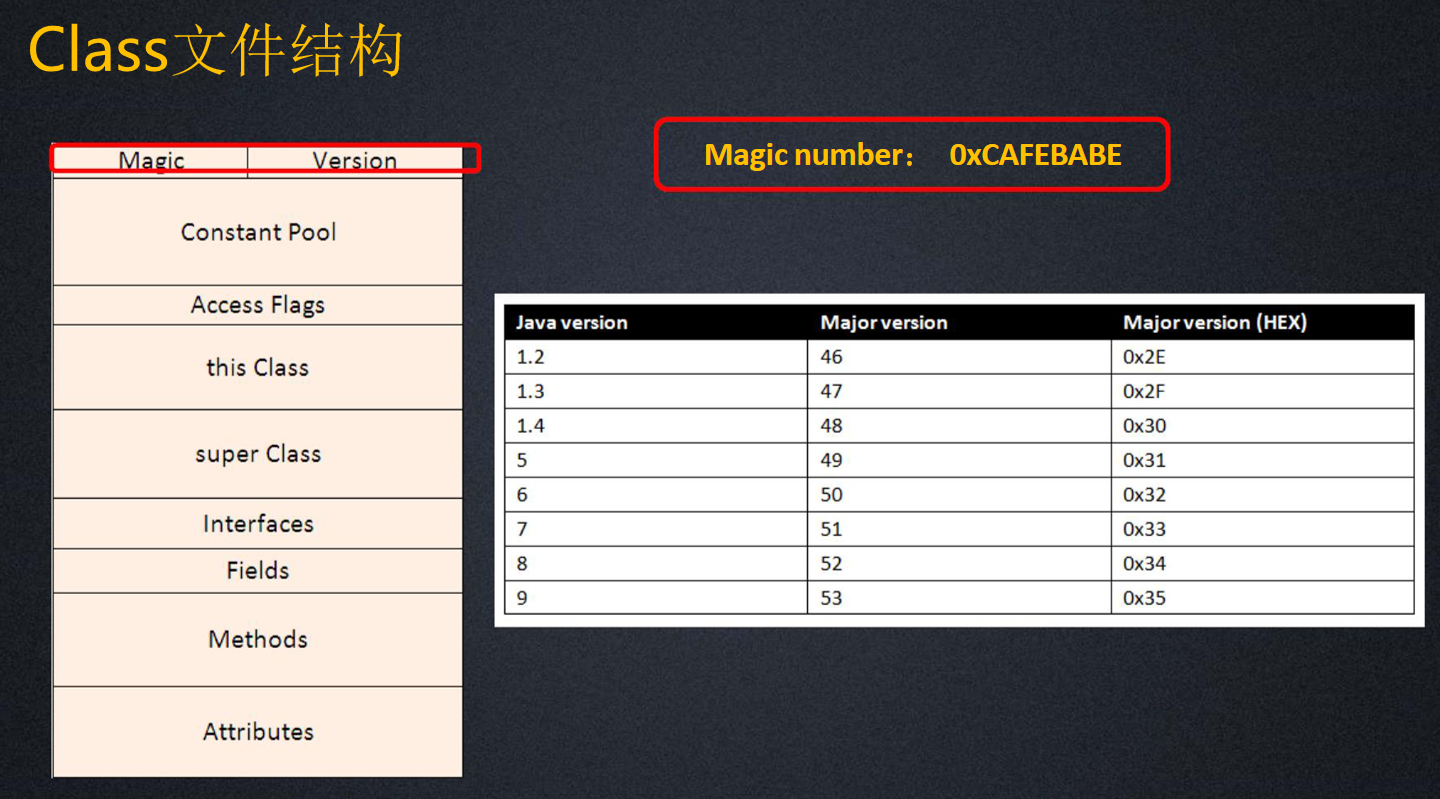 Class文件结构
Magic number： 0xCAFEBABE
Magic Version
Constant Pool
Access Flags
this Class
super Class
Interfaces
Fields
Methods
Attributes
Java version Major version Major version (HEX)
1.2 46 0x2E
1.3 47 0x2F
1.4 48 0x30
5 49 0x31
6 50 0x32
7 51 0x33
8 52 0x34
9 53 0x35